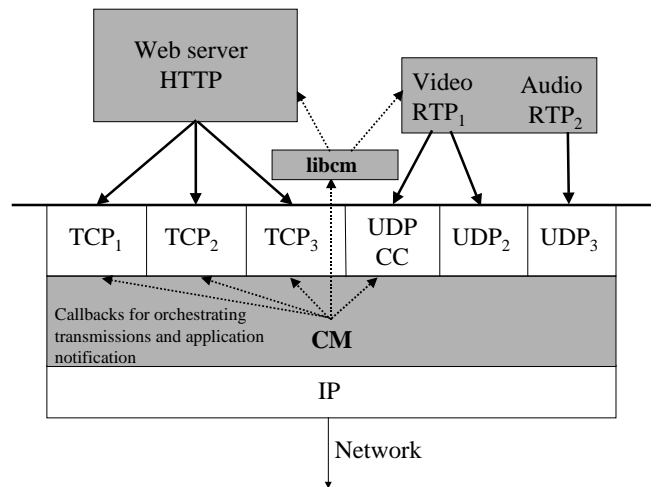 Web server
HTTP
Video
RTP₁
Audio
RTP₂
libcm
TCP₁
TCP₂
TCP₃
UDP
CC
UDP₂
UDP₃
Callbacks for orchestrating
transmissions and application
notification
CM
IP
Network